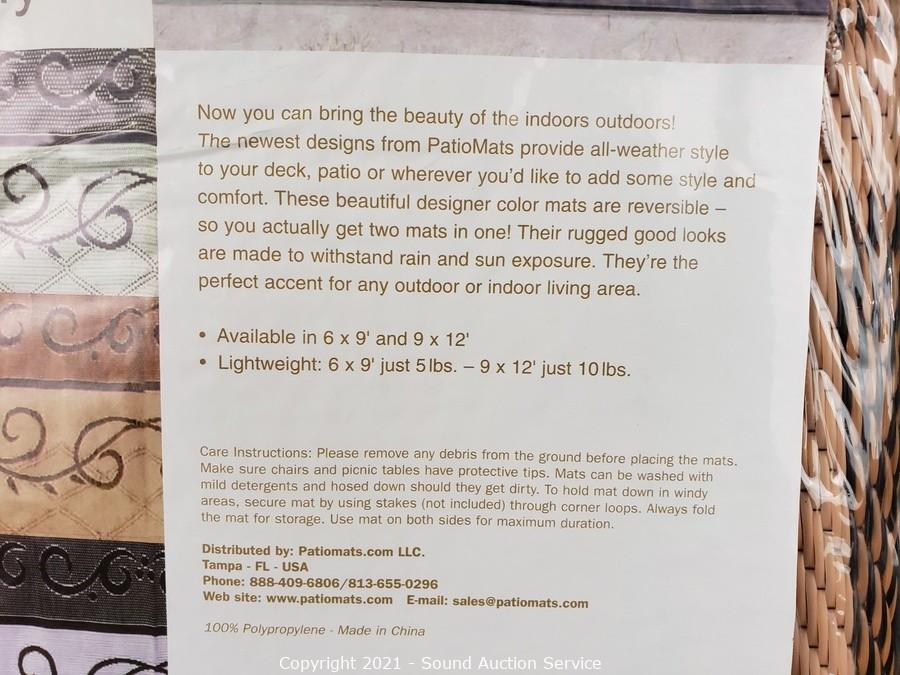 Now you can bring the beauty of the indoors outdoors!
The newest designs from PatioMats provide all-weather style
to your deck, patio or wherever you'd like to add some style and
comfort. These beautiful designer color mats are reversible –
so you actually get two mats in one! Their rugged good looks
are made to withstand rain and sun exposure. They're the
perfect accent for any outdoor or indoor living area.
• Available in 6 x 9' and 9 x 12'
• Lightweight: 6 x 9' just 5 lbs. – 9 x 12' just 10 lbs.
Care Instructions: Please remove any debris from the ground before placing the mats.
Make sure chairs and picnic tables have protective tips. Mats can be washed with
mild detergents and hosed down should they get dirty. To hold mat down in windy
areas, secure mat by using stakes (not included) through corner loops. Always fold
the mat for storage. Use mat on both sides for maximum duration.
Distributed by: Patiomats.com LLC.
Tampa - FL - USA
Phone: 888-409-6806/813-655-0296
Web site: www.patiomats.com E-mail: sales@patiomats.com
100% Polypropylene - Made in China
Copyright 2021 - Sound Auction Service